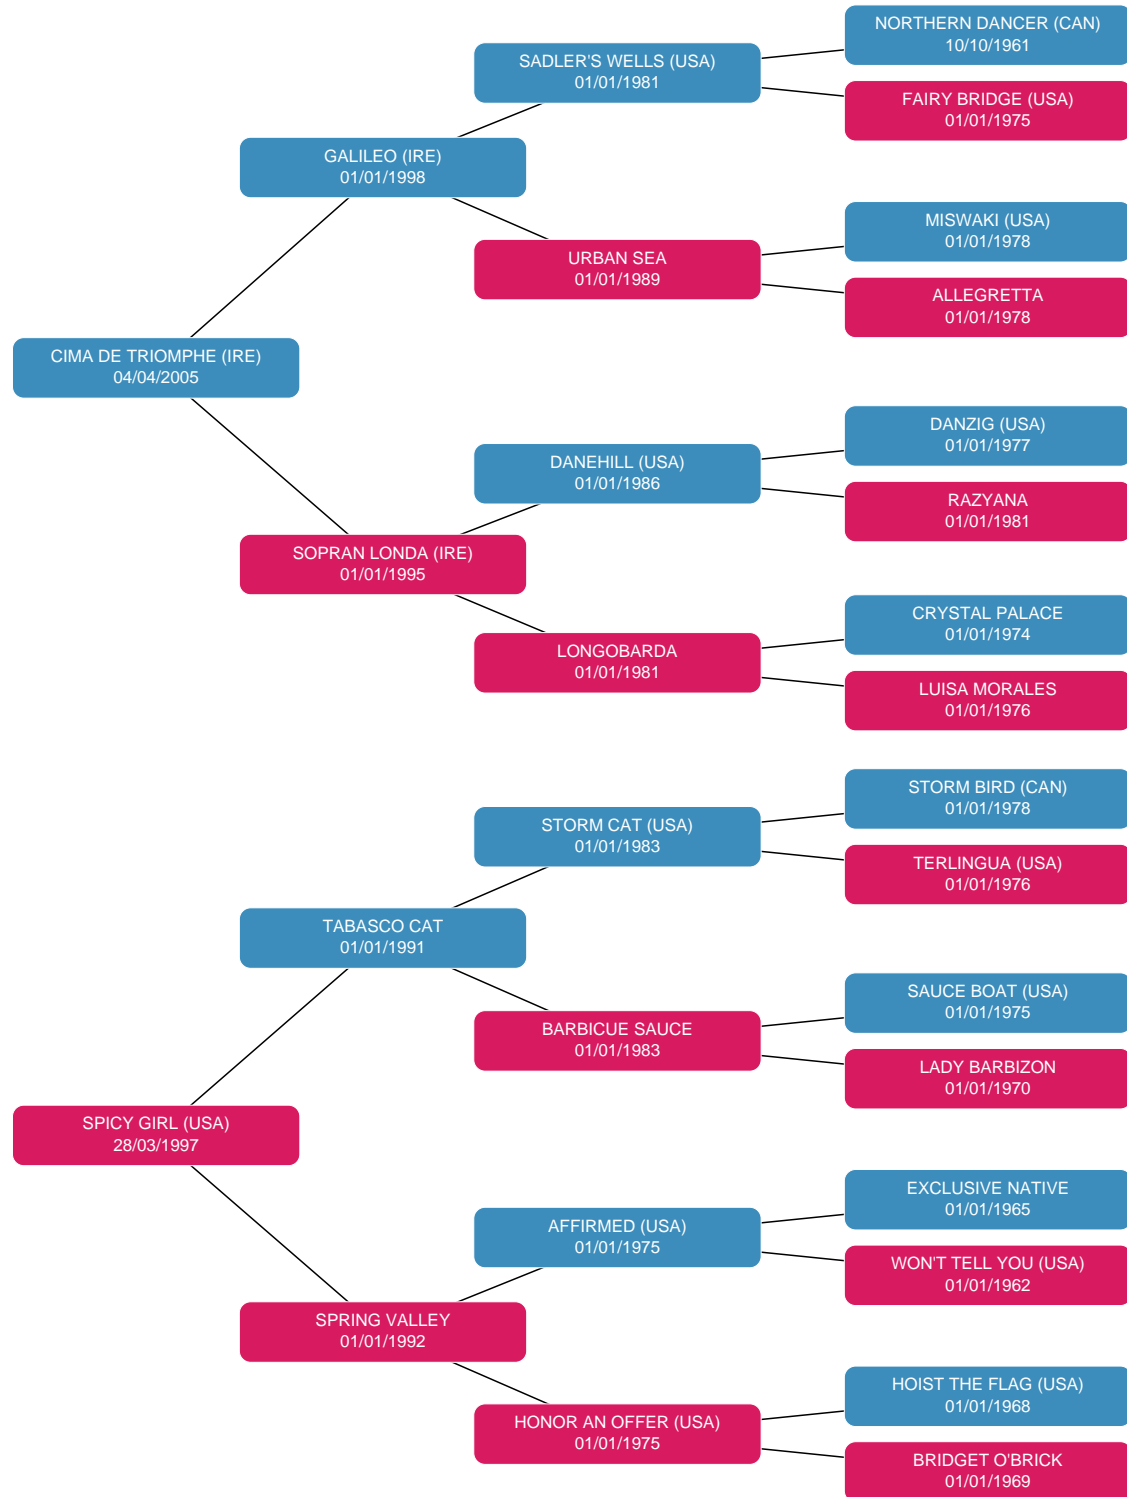 NORTHERN DANCER (CAN)
10/10/1961
SADLER'S WELLS (USA)
01/01/1981
FAIRY BRIDGE (USA)
01/01/1975
GALILEO (IRE)
01/01/1998
MISWAKI (USA)
01/01/1978
URBAN SEA
01/01/1989
ALLEGRETTA
01/01/1978
CIMA DE TRIOMPHE (IRE)
04/04/2005
DANZIG (USA)
01/01/1977
DANEHILL (USA)
01/01/1986
RAZYANA
01/01/1981
SOPRAN LONDA (IRE)
01/01/1995
CRYSTAL PALACE
01/01/1974
LONGOBARDA
01/01/1981
LUISA MORALES
01/01/1976
STORM BIRD (CAN)
01/01/1978
STORM CAT (USA)
01/01/1983
TERLINGUA (USA)
01/01/1976
TABASCO CAT
01/01/1991
SAUCE BOAT (USA)
01/01/1975
BARBICUE SAUCE
01/01/1983
LADY BARBIZON
01/01/1970
SPICY GIRL (USA)
28/03/1997
EXCLUSIVE NATIVE
01/01/1965
AFFIRMED (USA)
01/01/1975
WON'T TELL YOU (USA)
01/01/1962
SPRING VALLEY
01/01/1992
HOIST THE FLAG (USA)
01/01/1968
HONOR AN OFFER (USA)
01/01/1975
BRIDGET O'BRICK
01/01/1969